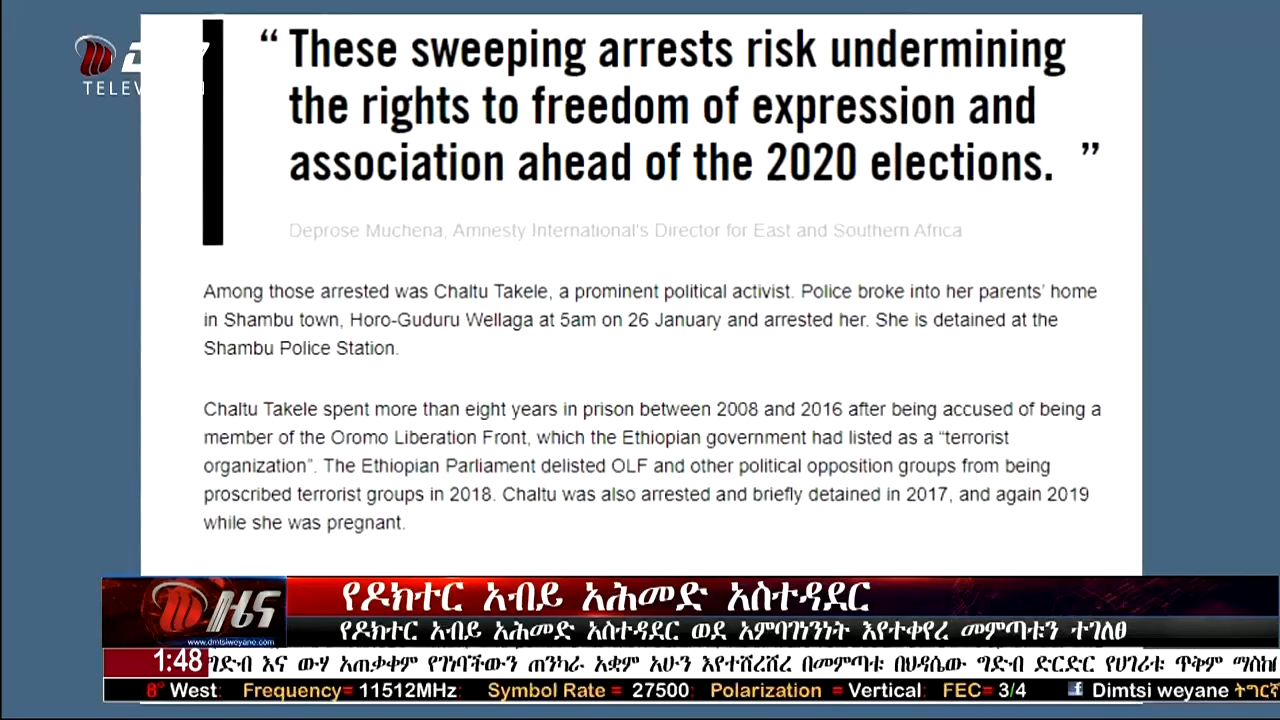 “ These sweeping arrests risk undermining
the rights to freedom of expression and
association ahead of the 2020 elections. ”
Deprose Muchena, Amnesty International's Director for East and Southern Africa
Among those arrested was Chaltu Takele, a prominent political activist. Police broke into her parents’ home
in Shambu town, Horo-Guduru Wellaga at 5am on 26 January and arrested her. She is detained at the
Shambu Police Station.
Chaltu Takele spent more than eight years in prison between 2008 and 2016 after being accused of being a
member of the Oromo Liberation Front, which the Ethiopian government had listed as a “terrorist
organization”. The Ethiopian Parliament delisted OLF and other political opposition groups from being
proscribed terrorist groups in 2018. Chaltu was also arrested and briefly detained in 2017, and again 2019
while she was pregnant.
ዜና
www.dmtsiweyane.com
የዶክተር አብይ አሕመድ አስተዳደር
የዶክተር አብይ አሕመድ አስተዳደር ወደ አምባገነንነት እየተቀየረ መምጣቱን ተገለፀ
1:48
ግድብ እና ውሃ አጠቃቀም የገነባችውን ጠንካራ አቋም አሁን እየተሸረሸረ በመምጣቱ በህዳሴው ግድብ ድርድር የሀገሪቱ ጥቅም ማስከ
8° West: Frequency= 11512MHz: Symbol Rate = 27500: Polarization = Vertical: FEC= 3/4 Dimtsi weyane ትግርኛ